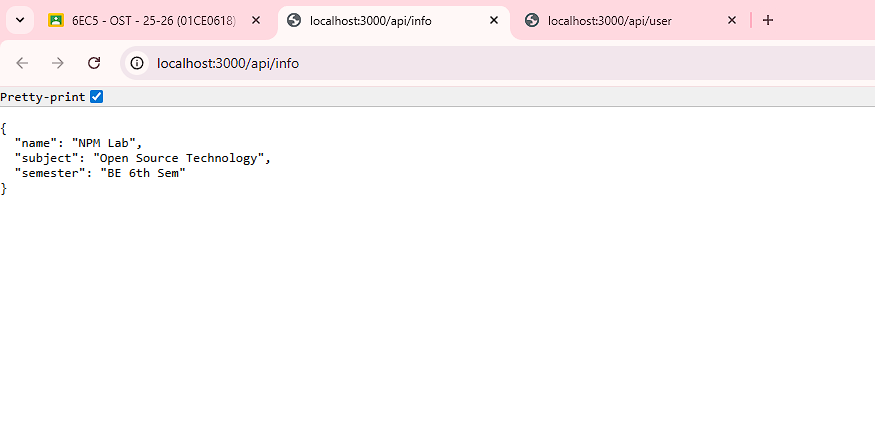 6EC5 - OST - 25-26 (01CE0618)
localhost:3000/api/info
localhost:3000/api/user
localhost:3000/api/info
Pretty-print
{
  "name": "NPM Lab",
  "subject": "Open Source Technology",
  "semester": "BE 6th Sem"
}